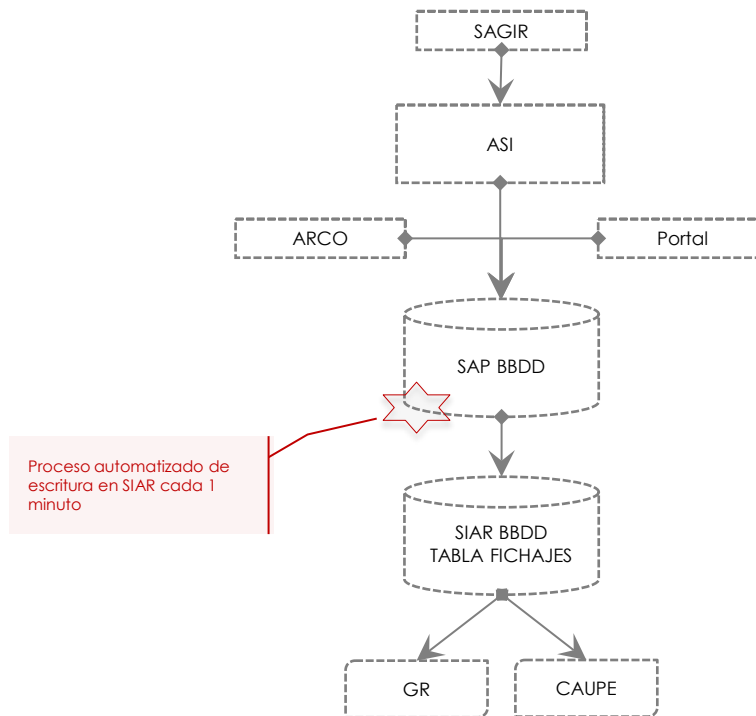 SAGIR
ASI
ARCO
Portal
SAP BBDD
Proceso automatizado de
escritura en SIAR cada 1
minuto
SIAR BBDD
TABLA FICHAJES
GR
CAUPE